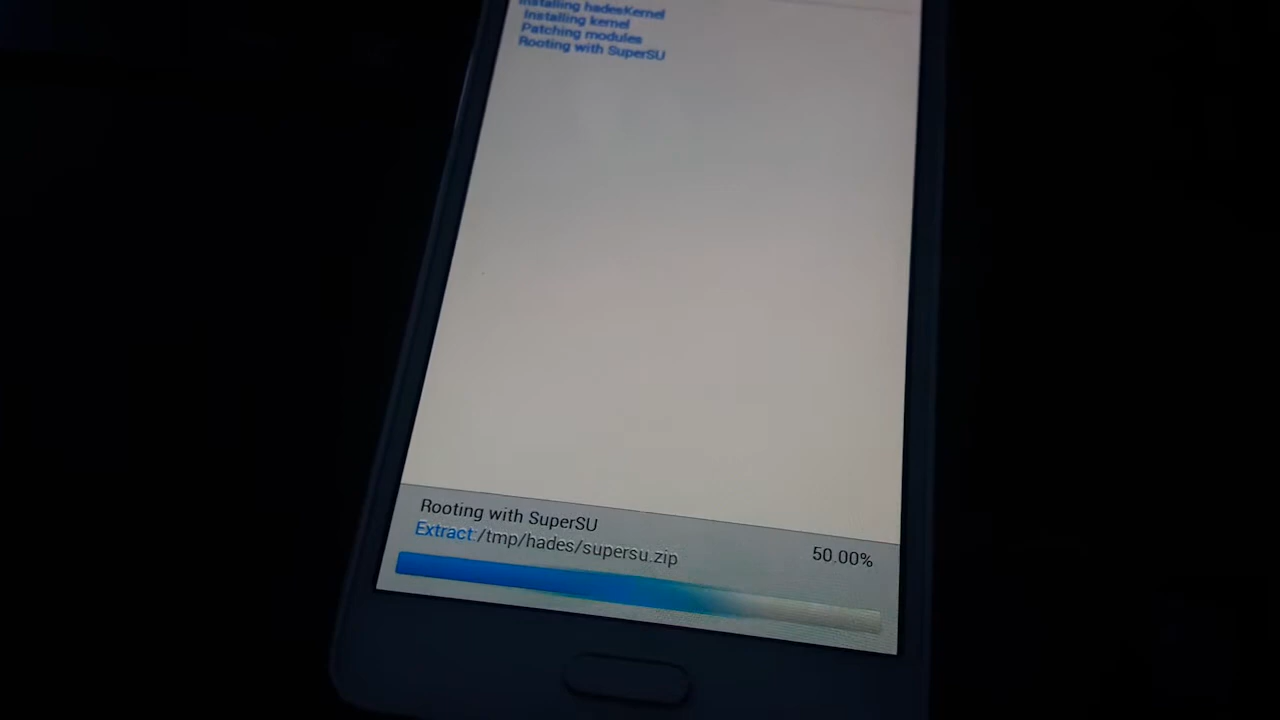 Installing hadesKernel
Installing kernel
Patching modules
Rooting with SuperSU
Rooting with SuperSU
Extract:/tmp/hades/supersu.zip
50.00%